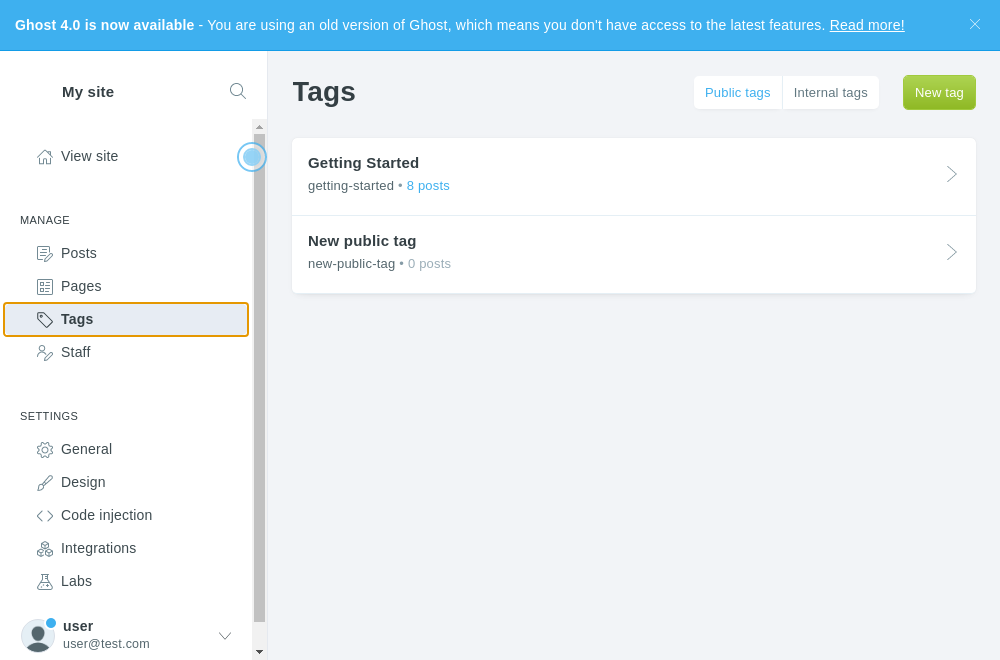 Ghost 4.0 is now available - You are using an old version of Ghost, which means you don't have access to the latest features. Read more!
My site
View site
MANAGE
Posts
Pages
Tags
Staff
SETTINGS
General
Design
Code injection
Integrations
Labs
user
user@test.com
Tags
Public tags
Internal tags
New tag
Getting Started
getting-started • 8 posts
New public tag
new-public-tag • 0 posts